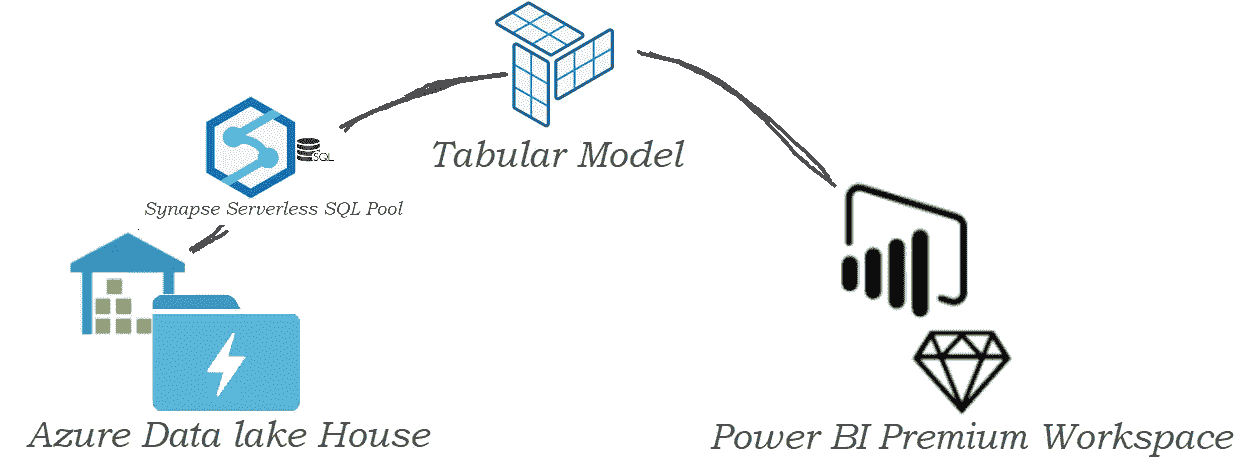 Tabular Model
SQL
Synapse Serverless SQL Pool
Azure Data lake House
Power BI Premium Workspace